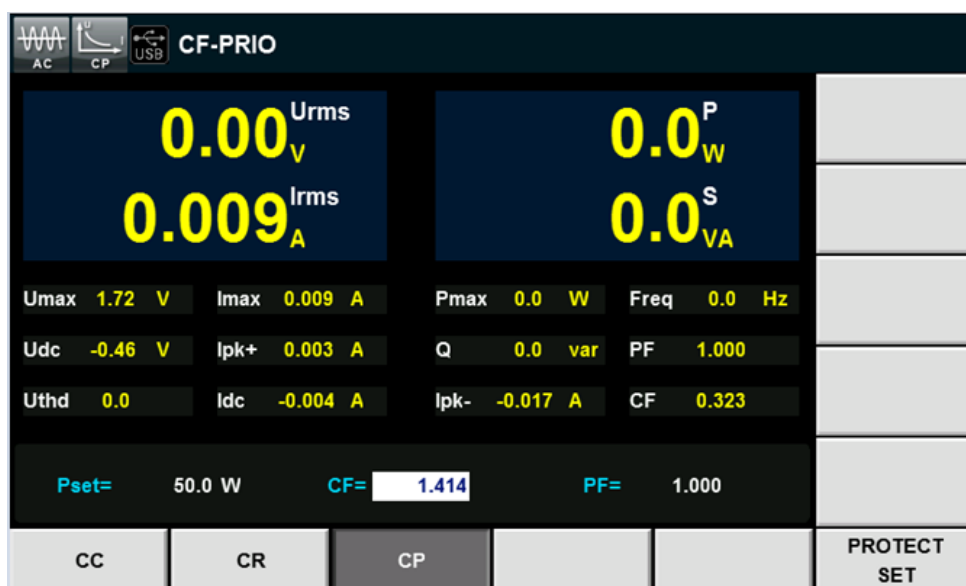 AC U I CP USB CF-PRIO
0.00 Urms V 0.0 P W
0.009 Irms A 0.0 S VA
Umax 1.72 V Imax 0.009 A Pmax 0.0 W Freq 0.0 Hz
Udc -0.46 V Ipk+ 0.003 A Q 0.0 var PF 1.000
Uthd 0.0 Idc -0.004 A Ipk- -0.017 A CF 0.323
Pset= 50.0 W CF= 1.414 PF= 1.000
CC CR CP PROTECT
SET